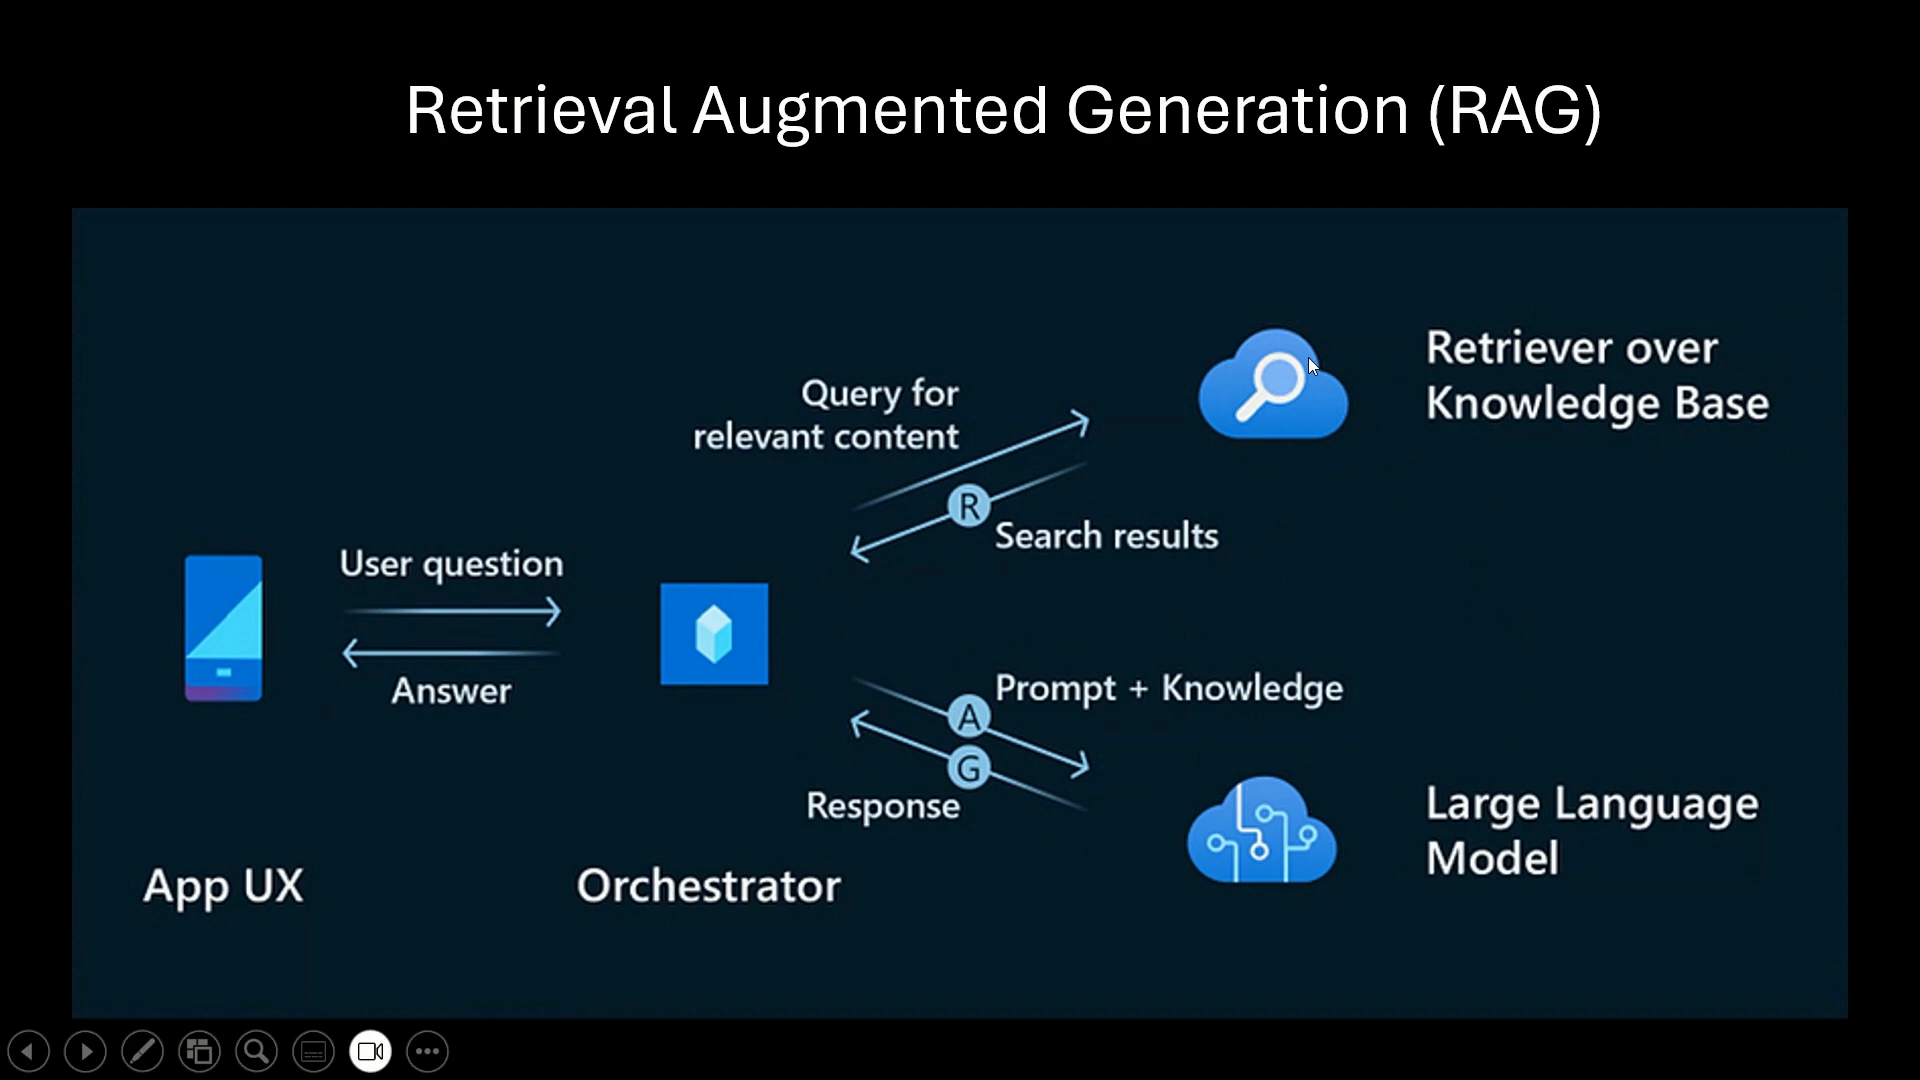 Retrieval Augmented Generation (RAG)
Query for
relevant content
Retriever over
Knowledge Base
R
Search results
User question
Answer
Prompt + Knowledge
A
G
Response
Large Language
Model
App UX
Orchestrator